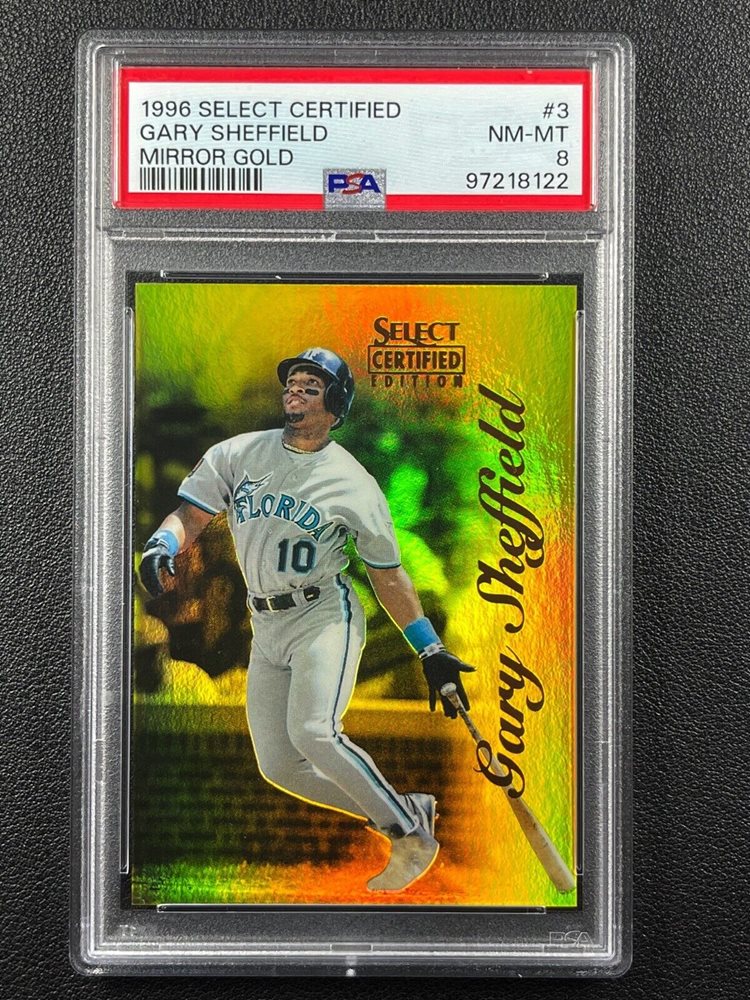 1996 SELECT CERTIFIED #3
GARY SHEFFIELD NM-MT
MIRROR GOLD 8
PSA 97218122
SELECT
CERTIFIED
EDITION
FLORIDA
10
Gary Sheffield
PSA